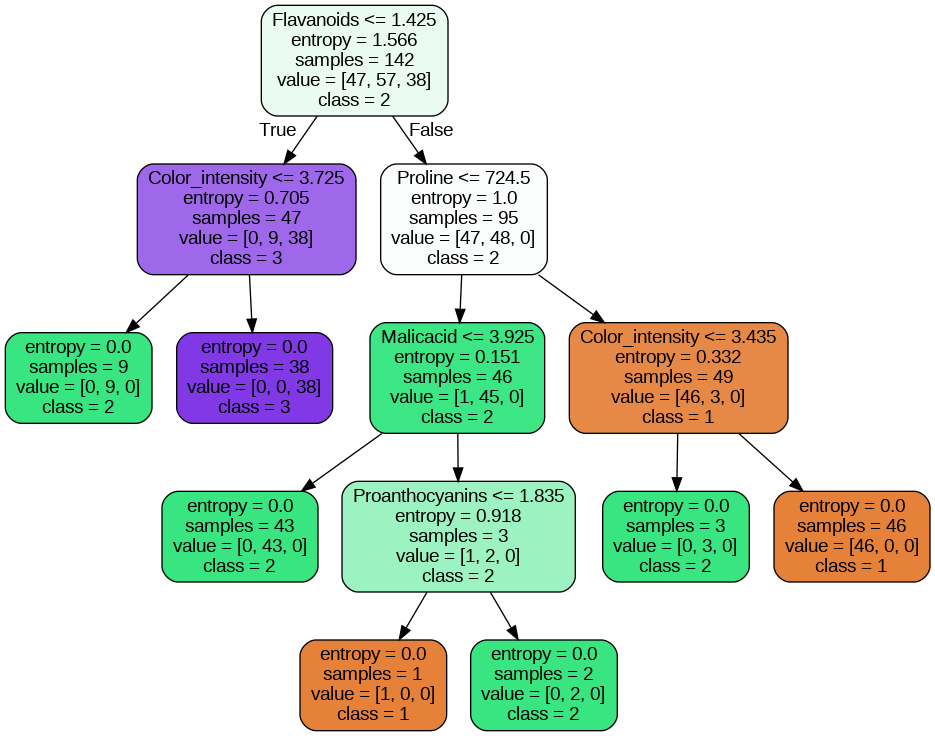 Flavanoids <= 1.425
entropy = 1.566
samples = 142
value = [47, 57, 38]
class = 2
True
False
Color_intensity <= 3.725
entropy = 0.705
samples = 47
value = [0, 9, 38]
class = 3
Proline <= 724.5
entropy = 1.0
samples = 95
value = [47, 48, 0]
class = 2
entropy = 0.0
samples = 9
value = [0, 9, 0]
class = 2
entropy = 0.0
samples = 38
value = [0, 0, 38]
class = 3
Malicacid <= 3.925
entropy = 0.151
samples = 46
value = [1, 45, 0]
class = 2
Color_intensity <= 3.435
entropy = 0.332
samples = 49
value = [46, 3, 0]
class = 1
entropy = 0.0
samples = 43
value = [0, 43, 0]
class = 2
Proanthocyanins <= 1.835
entropy = 0.918
samples = 3
value = [1, 2, 0]
class = 2
entropy = 0.0
samples = 3
value = [0, 3, 0]
class = 2
entropy = 0.0
samples = 46
value = [46, 0, 0]
class = 1
entropy = 0.0
samples = 1
value = [1, 0, 0]
class = 1
entropy = 0.0
samples = 2
value = [0, 2, 0]
class = 2